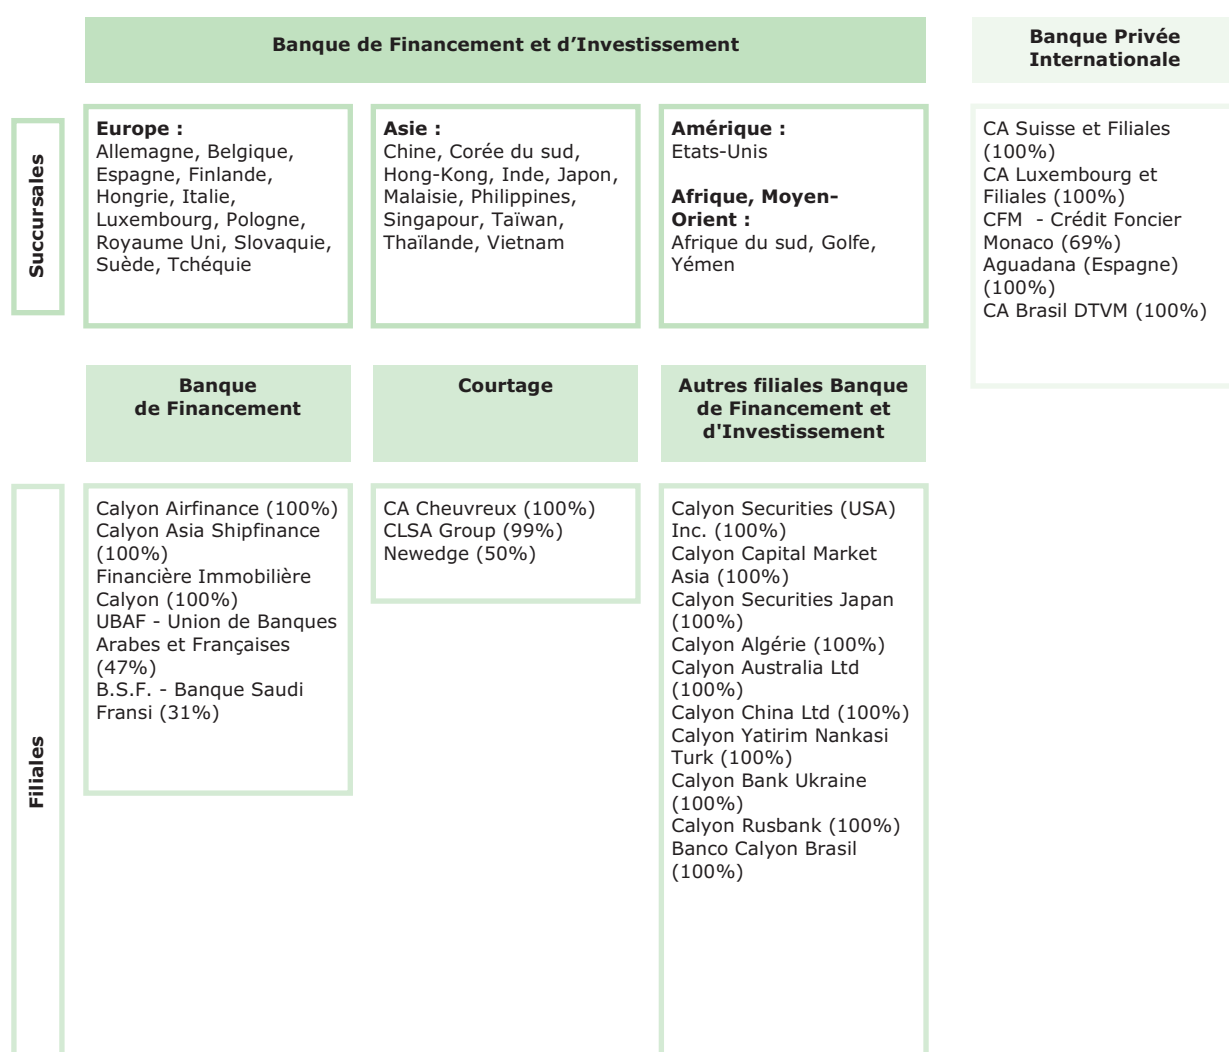 Banque de Financement et d’Investissement
Banque Privée
Internationale
Succursales
Europe :
Allemagne, Belgique,
Espagne, Finlande,
Hongrie, Italie,
Luxembourg, Pologne,
Royaume Uni, Slovaquie,
Suède, Tchéquie
Asie :
Chine, Corée du sud,
Hong-Kong, Inde, Japon,
Malaisie, Philippines,
Singapour, Taïwan,
Thaïlande, Vietnam
Amérique :
Etats-Unis
Afrique, Moyen-
Orient :
Afrique du sud, Golfe,
Yémen
CA Suisse et Filiales
(100%)
CA Luxembourg et
Filiales (100%)
CFM - Crédit Foncier
Monaco (69%)
Aguadana (Espagne)
(100%)
CA Brasil DTVM (100%)
Banque
de Financement
Courtage
Autres filiales Banque
de Financement et
d'Investissement
Filiales
Calyon Airfinance (100%)
Calyon Asia Shipfinance
(100%)
Financière Immobilière
Calyon (100%)
UBAF - Union de Banques
Arabes et Françaises
(47%)
B.S.F. - Banque Saudi
Fransi (31%)
CA Cheuvreux (100%)
CLSA Group (99%)
Newedge (50%)
Calyon Securities (USA)
Inc. (100%)
Calyon Capital Market
Asia (100%)
Calyon Securities Japan
(100%)
Calyon Algérie (100%)
Calyon Australia Ltd
(100%)
Calyon China Ltd (100%)
Calyon Yatirim Nankasi
Turk (100%)
Calyon Bank Ukraine
(100%)
Calyon Rusbank (100%)
Banco Calyon Brasil
(100%)